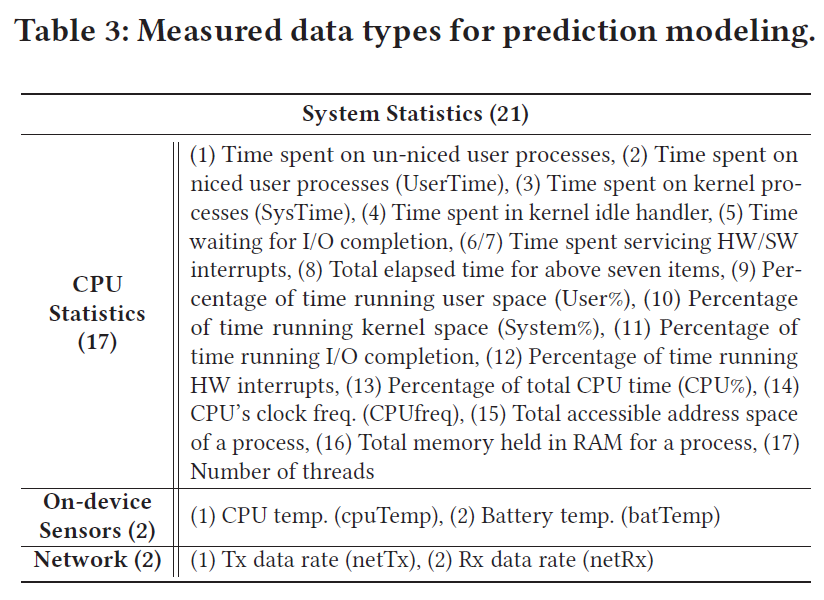 Table 3: Measured data types for prediction modeling.
System Statistics (21)
CPU
Statistics
(17)
(1) Time spent on un-niced user processes, (2) Time spent on
niced user processes (UserTime), (3) Time spent on kernel pro-
cesses (SysTime), (4) Time spent in kernel idle handler, (5) Time
waiting for I/O completion, (6/7) Time spent servicing HW/SW
interrupts, (8) Total elapsed time for above seven items, (9) Per-
centage of time running user space (User%), (10) Percentage
of time running kernel space (System%), (11) Percentage of
time running I/O completion, (12) Percentage of time running
HW interrupts, (13) Percentage of total CPU time (CPU%), (14)
CPU's clock freq. (CPUfreq), (15) Total accessible address space
of a process, (16) Total memory held in RAM for a process, (17)
Number of threads
On-device
Sensors (2)
(1) CPU temp. (cpuTemp), (2) Battery temp. (batTemp)
Network (2)
(1) Tx data rate (netTx), (2) Rx data rate (netRx)